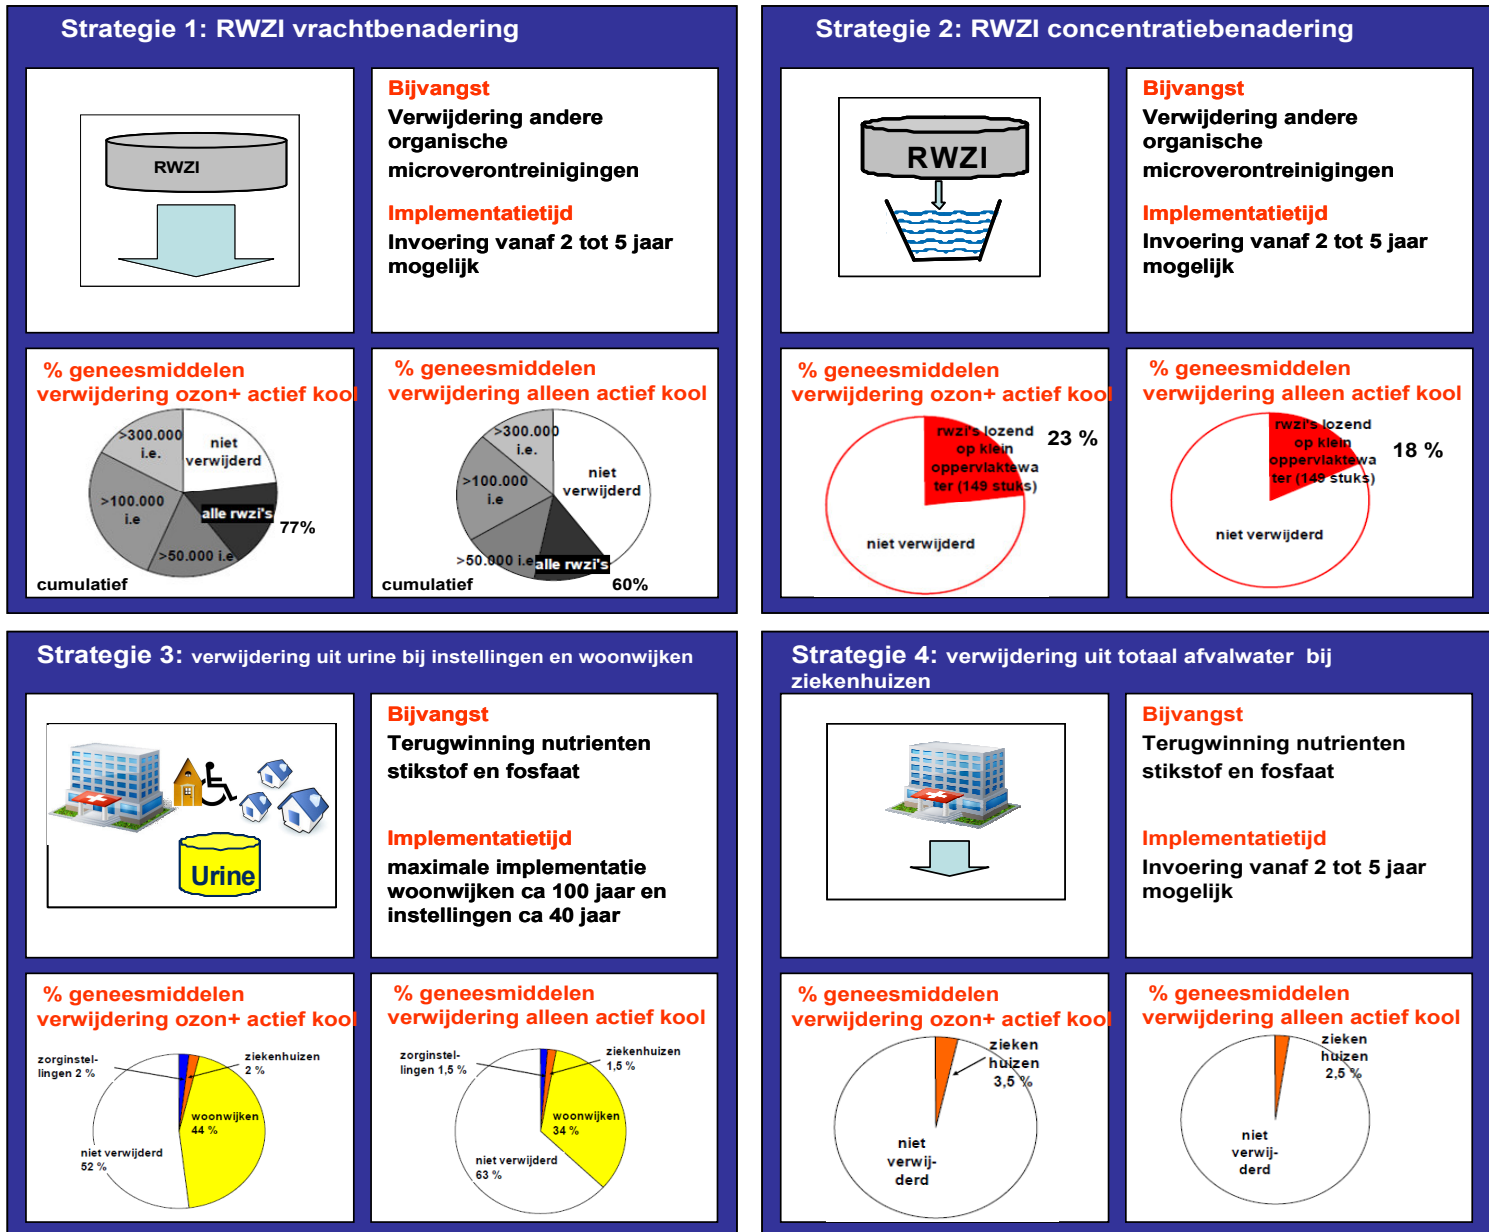 Strategie 1: RWZI vrachtbenadering
RWZI
Bijvangst
Verwijdering andere
organische
microverontreinigingen
Implementatietijd
Invoering vanaf 2 tot 5 jaar
mogelijk
% geneesmiddelen
verwijdering ozon+ actief kool
>300.000
i.e.
niet
verwijderd
>100.000
i.e
alle rwzi's
77%
>50.000 i.e
cumulatief
% geneesmiddelen
verwijdering alleen actief kool
>300.000
i.e.
niet
verwijderd
>100.000
i.e
>50.000 i.e
alle rwzi's
60%
cumulatief
Strategie 2: RWZI concentratiebenadering
RWZI
Bijvangst
Verwijdering andere
organische
microverontreinigingen
Implementatietijd
Invoering vanaf 2 tot 5 jaar
mogelijk
% geneesmiddelen
verwijdering ozon+ actief kool
rwzi's lozend
op klein
oppervlaktewa
ter (149 stuks)
23 %
niet verwijderd
% geneesmiddelen
verwijdering alleen actief kool
rwzi's lozend
op klein
oppervlaktewa
ter (149 stuks)
18 %
niet verwijderd
Strategie 3: verwijdering uit urine bij instellingen en woonwijken
Urine
Bijvangst
Terugwinning nutrienten
stikstof en fosfaat
Implementatietijd
maximale implementatie
woonwijken ca 100 jaar en
instellingen ca 40 jaar
% geneesmiddelen
verwijdering ozon+ actief kool
zorginstel-
lingen 2 %
ziekenhuizen
2 %
woonwijken
44 %
niet verwijderd
52 %
% geneesmiddelen
verwijdering alleen actief kool
zorginstel-
lingen 1,5 %
ziekenhuizen
1,5 %
woonwijken
34 %
niet verwijderd
63 %
Strategie 4: verwijdering uit totaal afvalwater bij
ziekenhuizen
Bijvangst
Terugwinning nutrienten
stikstof en fosfaat
Implementatietijd
Invoering vanaf 2 tot 5 jaar
mogelijk
% geneesmiddelen
verwijdering ozon+ actief kool
zieken
huizen
3,5 %
niet
verwij-
derd
% geneesmiddelen
verwijdering alleen actief kool
zieken
huizen
2,5 %
niet
verwij-
derd